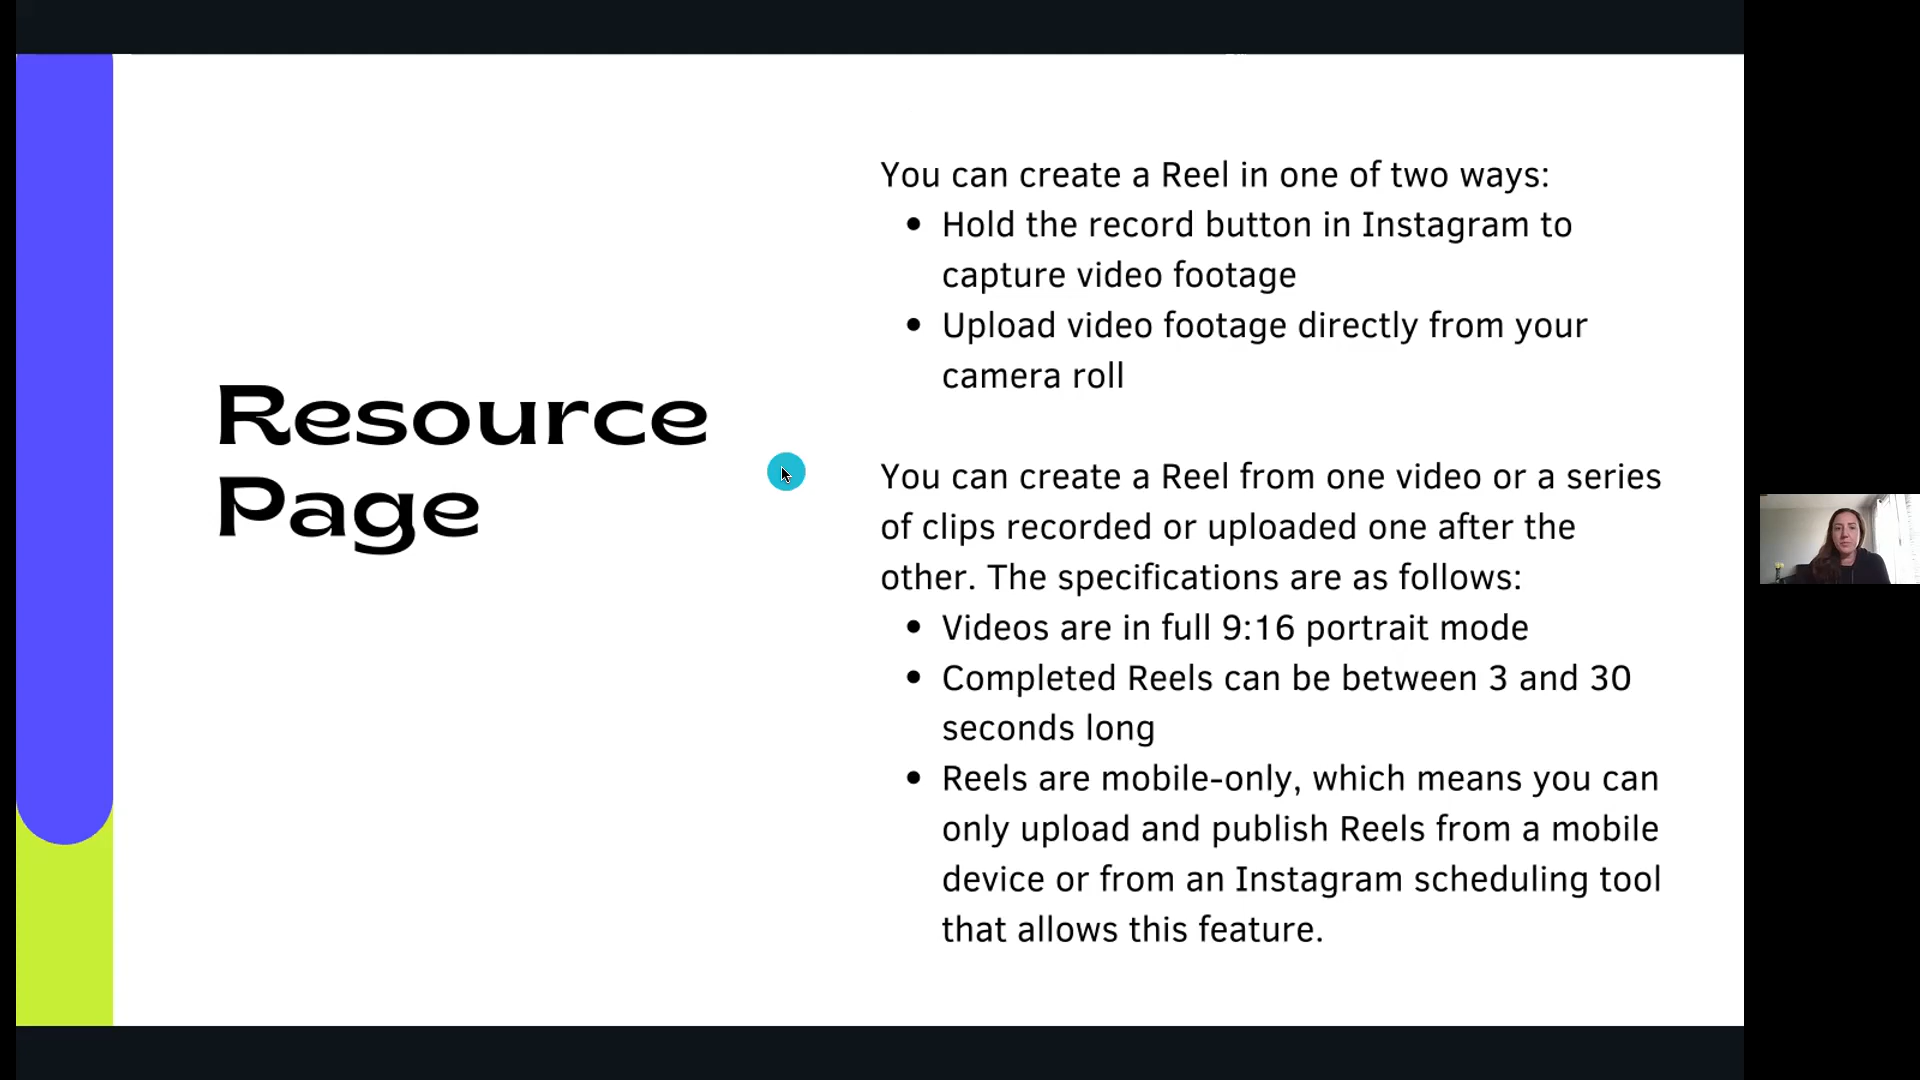 Resource
Page
You can create a Reel in one of two ways:
• Hold the record button in Instagram to
capture video footage
• Upload video footage directly from your
camera roll
You can create a Reel from one video or a series
of clips recorded or uploaded one after the
other. The specifications are as follows:
• Videos are in full 9:16 portrait mode
• Completed Reels can be between 3 and 30
seconds long
• Reels are mobile-only, which means you can
only upload and publish Reels from a mobile
device or from an Instagram scheduling tool
that allows this feature.